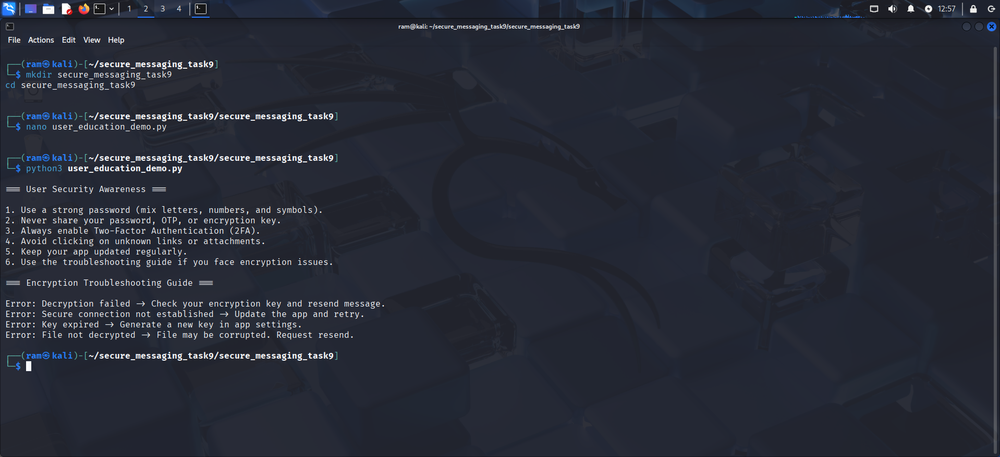 1 2 3 4
12:57
ram@kali: ~/secure_messaging_task9/secure_messaging_task9
File Actions Edit View Help
┌──(ram㉿kali)-[~/secure_messaging_task9]
└─$ mkdir secure_messaging_task9
cd secure_messaging_task9
┌──(ram㉿kali)-[~/secure_messaging_task9/secure_messaging_task9]
└─$ nano user_education_demo.py
┌──(ram㉿kali)-[~/secure_messaging_task9/secure_messaging_task9]
└─$ python3 user_education_demo.py
=== User Security Awareness ===
1. Use a strong password (mix letters, numbers, and symbols).
2. Never share your password, OTP, or encryption key.
3. Always enable Two-Factor Authentication (2FA).
4. Avoid clicking on unknown links or attachments.
5. Keep your app updated regularly.
6. Use the troubleshooting guide if you face encryption issues.
=== Encryption Troubleshooting Guide ===
Error: Decryption failed → Check your encryption key and resend message.
Error: Secure connection not established → Update the app and retry.
Error: Key expired → Generate a new key in app settings.
Error: File not decrypted → File may be corrupted. Request resend.
┌──(ram㉿kali)-[~/secure_messaging_task9/secure_messaging_task9]
└─$